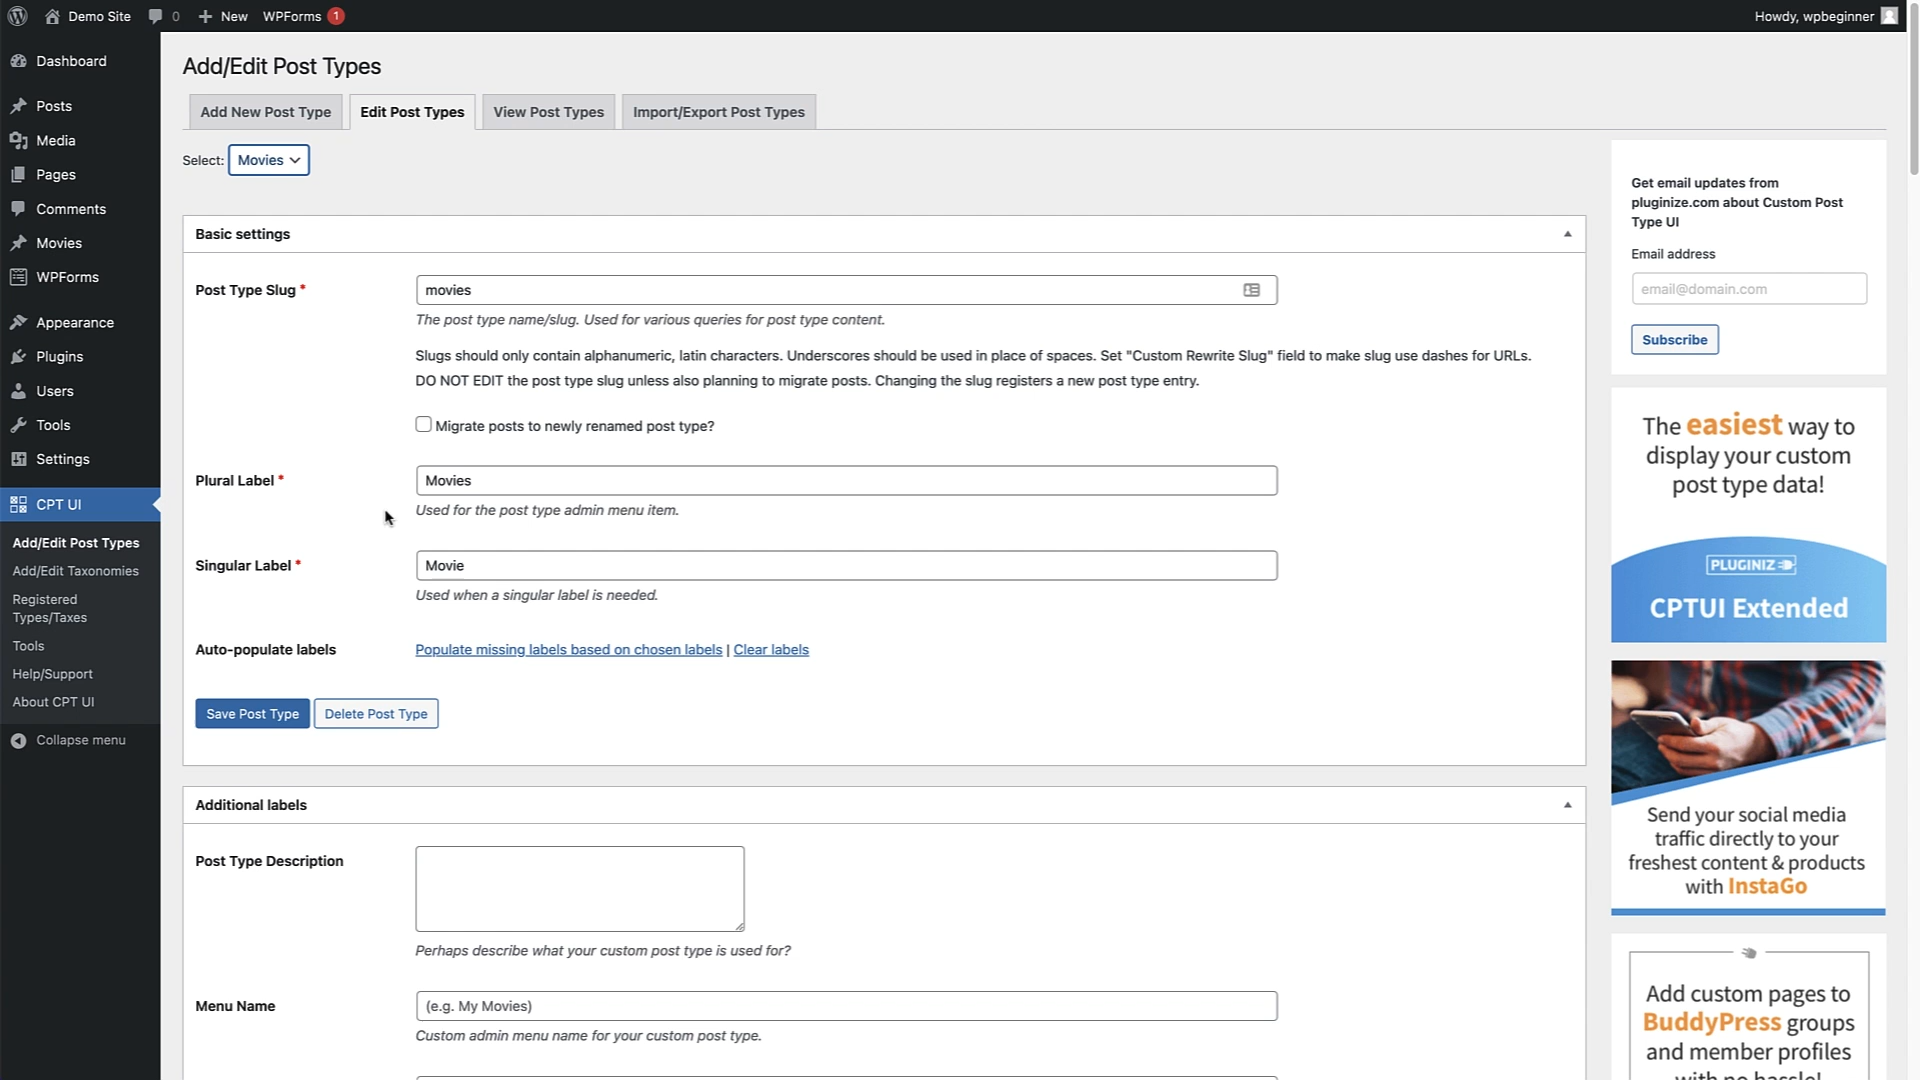 Demo Site
0
New
WPForms
1
Howdy, wpbeginner
Dashboard
Posts
Media
Pages
Comments
Movies
WPForms
Appearance
Plugins
Users
Tools
Settings
CPT UI
Add/Edit Post Types
Add/Edit Taxonomies
Registered
Types/Taxes
Tools
Help/Support
About CPT UI
Collapse menu
Add/Edit Post Types
Add New Post Type
Edit Post Types
View Post Types
Import/Export Post Types
Select: Movies
Basic settings
Post Type Slug *
movies
The post type name/slug. Used for various queries for post type content.
Slugs should only contain alphanumeric, latin characters. Underscores should be used in place of spaces. Set "Custom Rewrite Slug" field to make slug use dashes for URLs.
DO NOT EDIT the post type slug unless also planning to migrate posts. Changing the slug registers a new post type entry.
Migrate posts to newly renamed post type?
Plural Label *
Movies
Used for the post type admin menu item.
Singular Label *
Movie
Used when a singular label is needed.
Auto-populate labels
Populate missing labels based on chosen labels | Clear labels
Save Post Type
Delete Post Type
Additional labels
Post Type Description
Perhaps describe what your custom post type is used for?
Menu Name
(e.g. My Movies)
Custom admin menu name for your custom post type.
Get email updates from
pluginize.com about Custom Post
Type UI
Email address
email@domain.com
Subscribe
The easiest way to
display your custom
post type data!
PLUGINIZ
CPTUI Extended
Send your social media
traffic directly to your
freshest content & products
with InstaGo
Add custom pages to
BuddyPress groups
and member profiles
with no hassle!